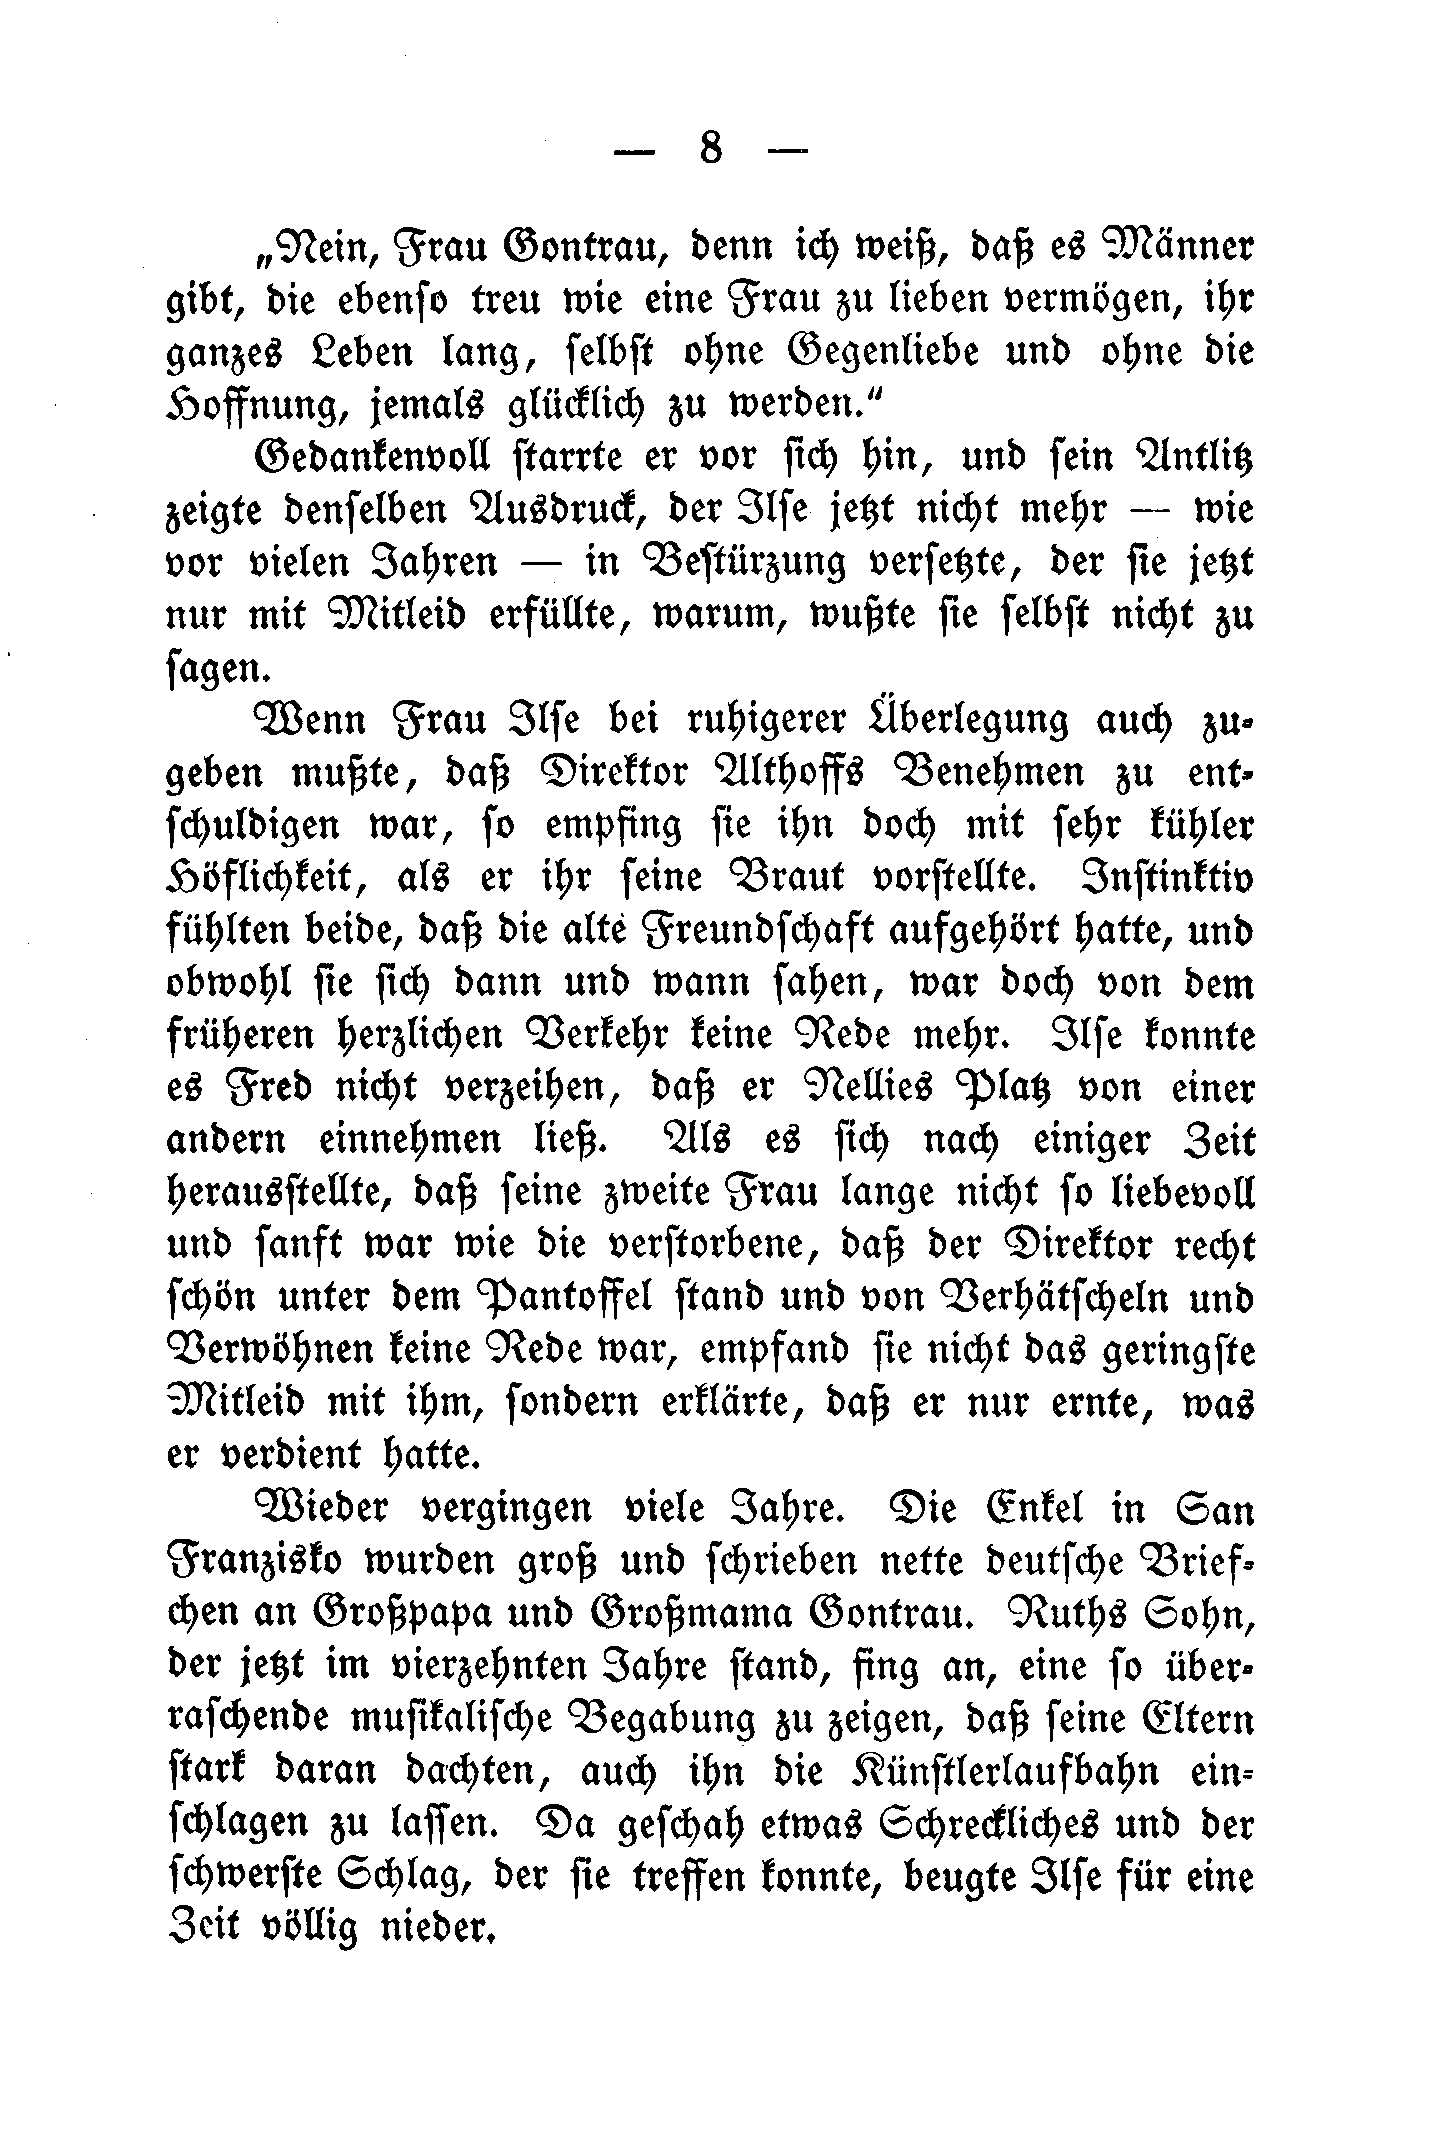 — 8 —
„Nein, Frau Gontrau, denn ich weiß, daß es Männer
gibt, die ebenso treu wie eine Frau zu lieben vermögen, ihr
ganzes Leben lang, selbst ohne Gegenliebe und ohne die
Hoffnung, jemals glücklich zu werden.“
Gedankenvoll starrte er vor sich hin, und sein Antlitz
zeigte denselben Ausdruck, der Ilse jetzt nicht mehr — wie
vor vielen Jahren — in Bestürzung versetzte, der sie jetzt
nur mit Mitleid erfüllte, warum, wußte sie selbst nicht zu
sagen.
Wenn Frau Ilse bei ruhigerer Überlegung auch zu-
geben mußte, daß Direktor Althoffs Benehmen zu ent-
schuldigen war, so empfing sie ihn doch mit sehr kühler
Höflichkeit, als er ihr seine Braut vorstellte. Instinktiv
fühlten beide, daß die alte Freundschaft aufgehört hatte, und
obwohl sie sich dann und wann sahen, war doch von dem
früheren herzlichen Verkehr keine Rede mehr. Ilse konnte
es Fred nicht verzeihen, daß er Nellies Platz von einer
andern einnehmen ließ. Als es sich nach einiger Zeit
herausstellte, daß seine zweite Frau lange nicht so liebevoll
und sanft war wie die verstorbene, daß der Direktor recht
schön unter dem Pantoffel stand und von Verhätscheln und
Verwöhnen keine Rede war, empfand sie nicht das geringste
Mitleid mit ihm, sondern erklärte, daß er nur ernte, was
er verdient hatte.
Wieder vergingen viele Jahre. Die Enkel in San
Franzisko wurden groß und schrieben nette deutsche Brief-
chen an Großpapa und Großmama Gontrau. Ruths Sohn,
der jetzt im vierzehnten Jahre stand, fing an, eine so über-
raschende musikalische Begabung zu zeigen, daß seine Eltern
stark daran dachten, auch ihn die Künstlerlaufbahn ein-
schlagen zu lassen. Da geschah etwas Schreckliches und der
schwerste Schlag, der sie treffen konnte, beugte Ilse für eine
Zeit völlig nieder.